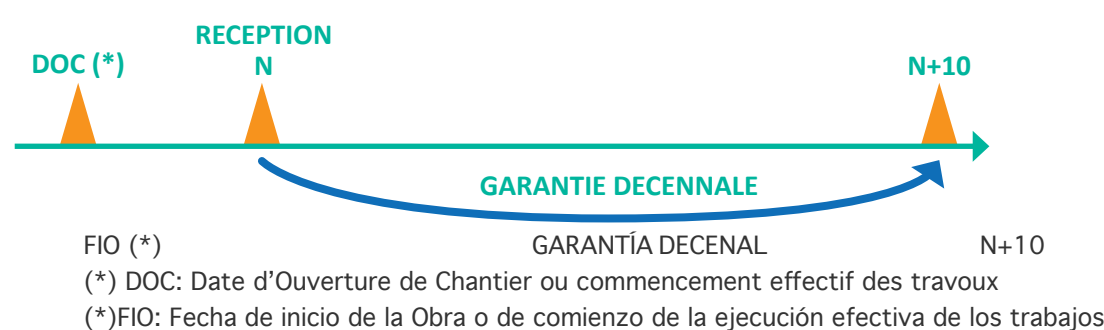 RECEPTION
DOC (*) N N+10
GARANTIE DECENNALE
FIO (*) GARANTÍA DECENAL N+10
(*) DOC: Date d’Ouverture de Chantier ou commencement effectif des travoux
(*)FIO: Fecha de inicio de la Obra o de comienzo de la ejecución efectiva de los trabajos